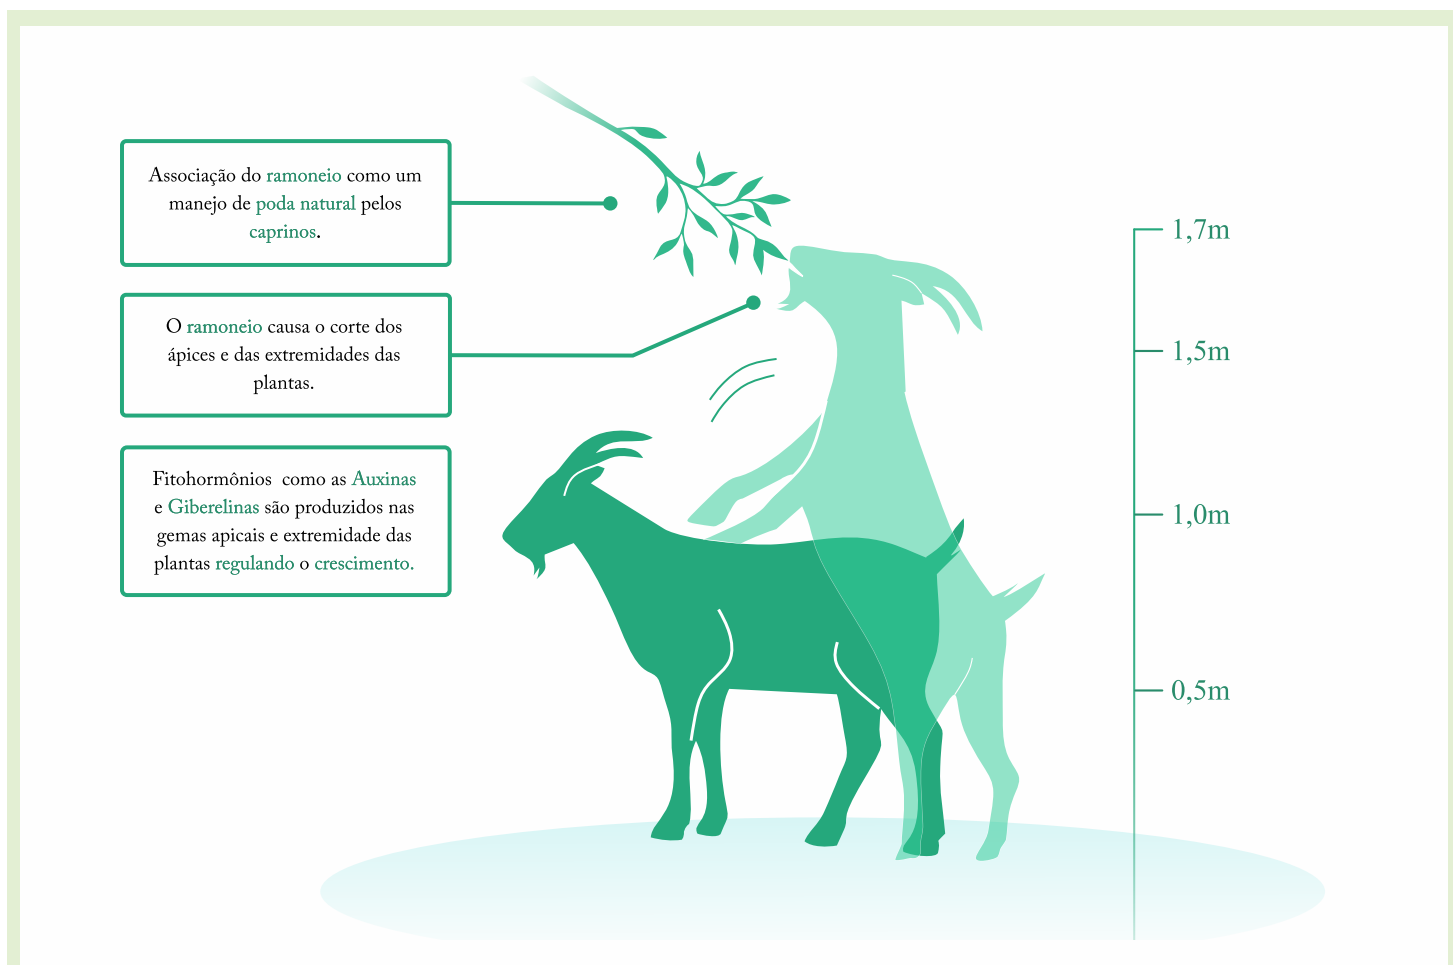 Associação do ramoneio como um
manejo de poda natural pelos
caprinos.
O ramoneio causa o corte dos
ápices e das extremidades das
plantas.
Fitohormônios  como as Auxinas
e Giberelinas são produzidos nas
gemas apicais e extremidade das
plantas regulando o crescimento.
1,7m
1,5m
1,0m
0,5m